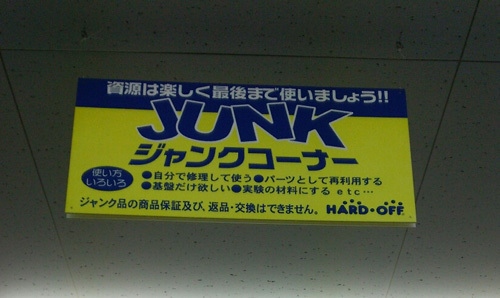 資源は楽しく最後まで使いましょう!!
JUNK
ジャンクコーナー
使い方
いろいろ
●自分で修理して使う●パーツとして再利用する
●基盤だけ欲しい●実験の材料にする etc…
ジャンク品の商品保証及び、返品・交換はできません。 HARD・OFF